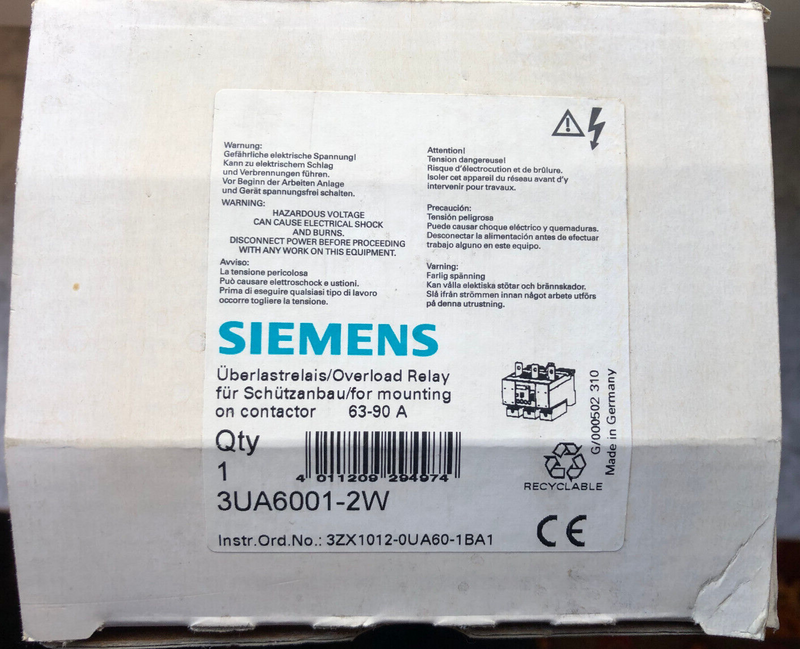 Warnung:
Gefährliche elektrische Spannung!
Kann zu elektrischem Schlag
und Verbrennungen führen.
Vor Beginn der Arbeiten Anlage
und Gerät spannungsfrei schalten.
WARNING:
HAZARDOUS VOLTAGE
CAN CAUSE ELECTRICAL SHOCK
AND BURNS.
DISCONNECT POWER BEFORE PROCEEDING
WITH ANY WORK ON THIS EQUIPMENT.
Avviso:
La tensione pericolosa
Può causare elettroschock e ustioni.
Prima di eseguire qualsiasi tipo di lavoro
occorre togliere la tensione.
Attention!
Tension dangereuse!
Risque d'électrocution et de brûlure.
Isoler cet appareil du réseau avant d'y
intervenir pour travaux.
Precaución:
Tensión peligrosa
Puede causar choque eléctrico y quemaduras.
Desconectar la alimentación antes de efectuar
trabajo alguno en este equipo.
Varning:
Farlig spänning
Kan välla elektiska stötar och brännskador.
Slå ifrån strömmen innan något arbete utförs
på denna utrustning.
SIEMENS
Überlastrelais/Overload Relay
für Schützanbau/for mounting
on contactor 63-90 A
Qty
1
4 011209 294974
3UA6001-2W
Instr.Ord.No.: 3ZX1012-0UA60-1BA1
RECYCLABLE
G/000502 310
Made in Germany
CE